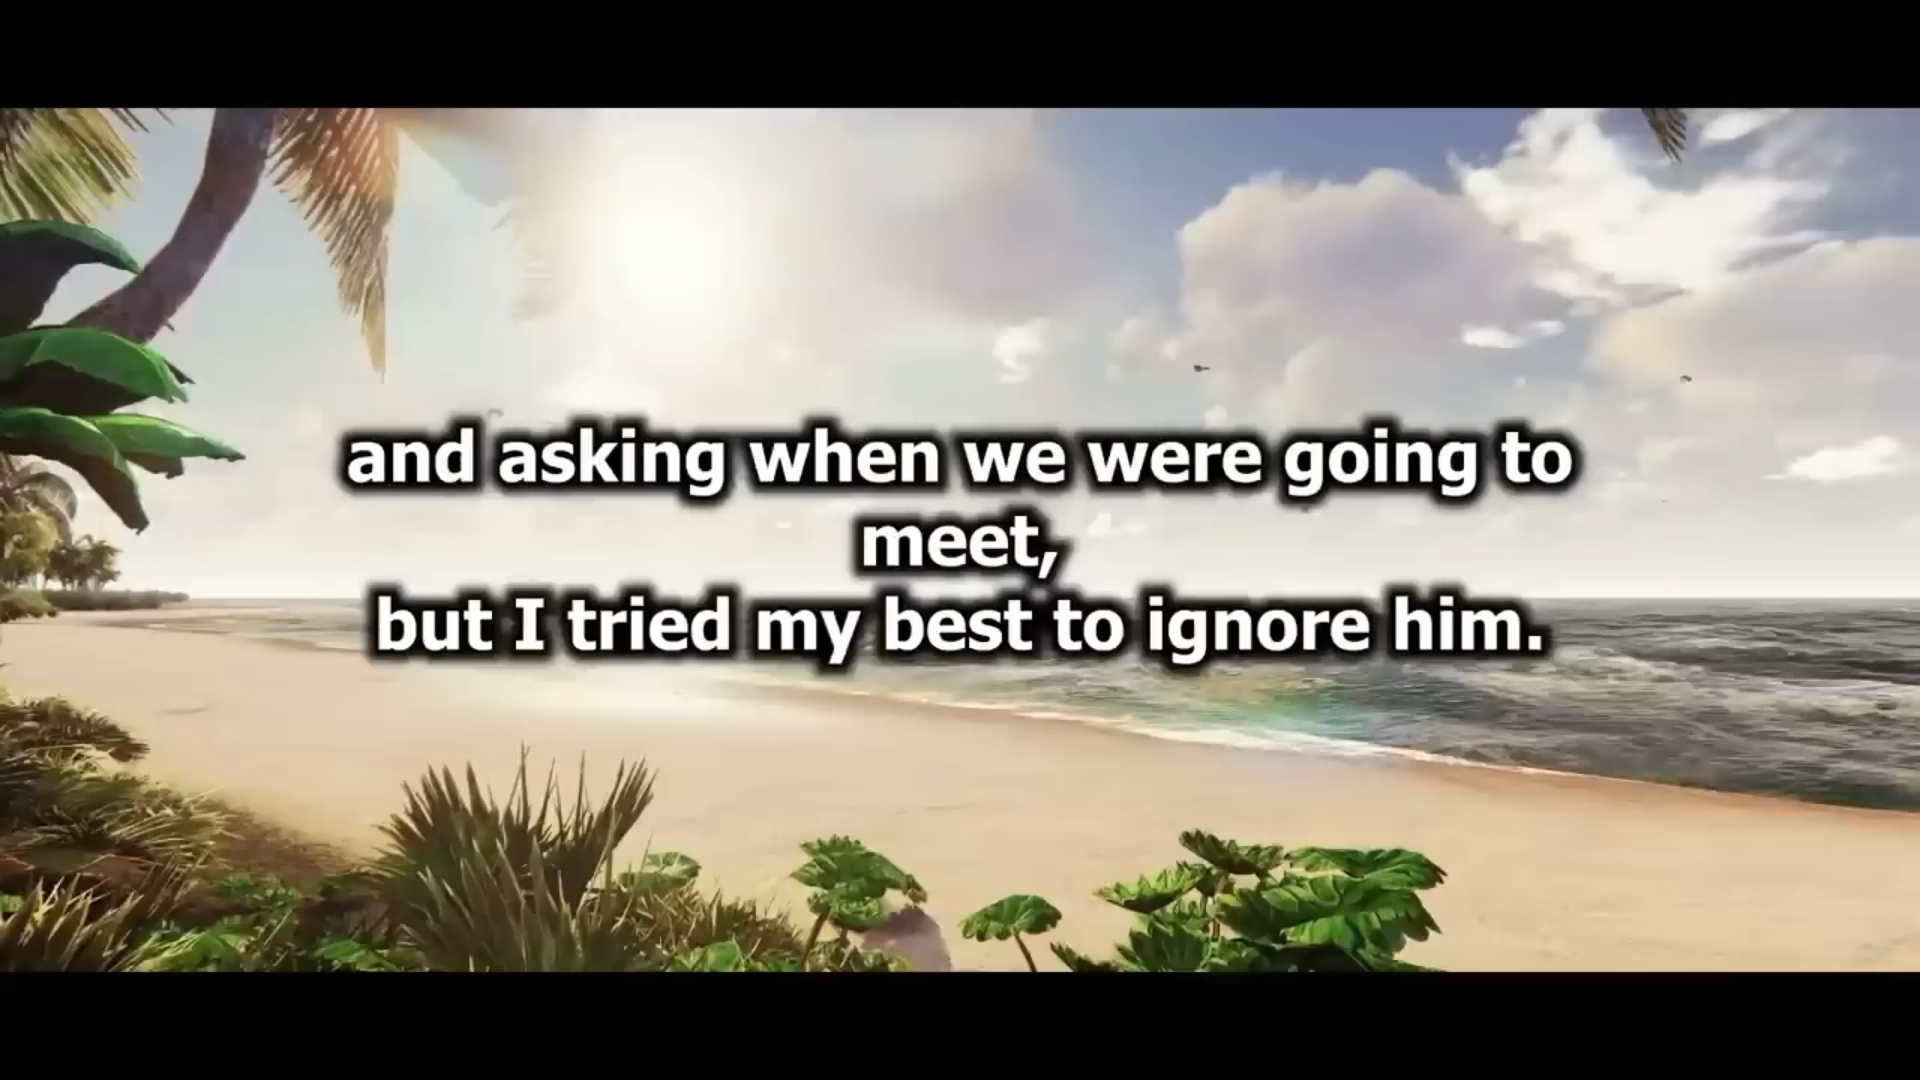 and asking when we were going to
meet,
but I tried my best to ignore him.